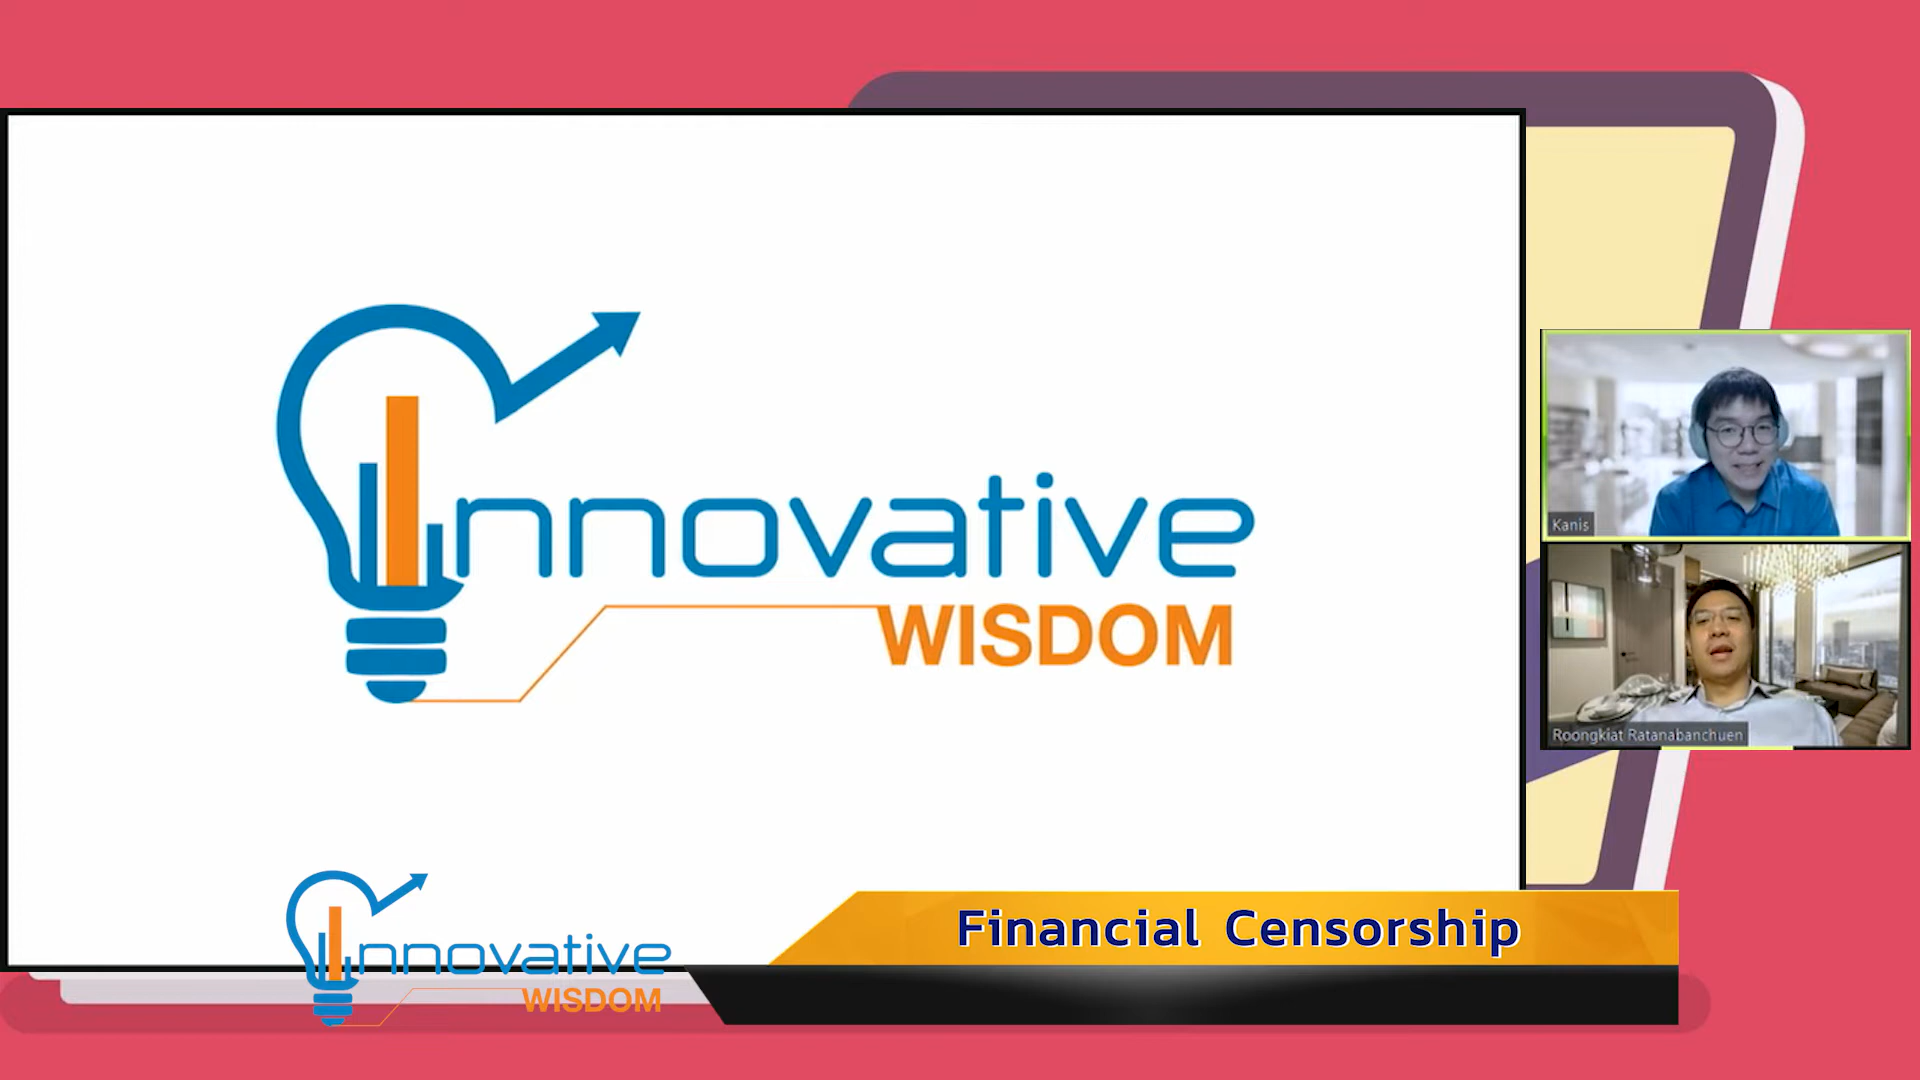 Innovative
WISDOM
Kanis
Roongkiat Ratanabanchuen
Financial Censorship
Innovative
WISDOM